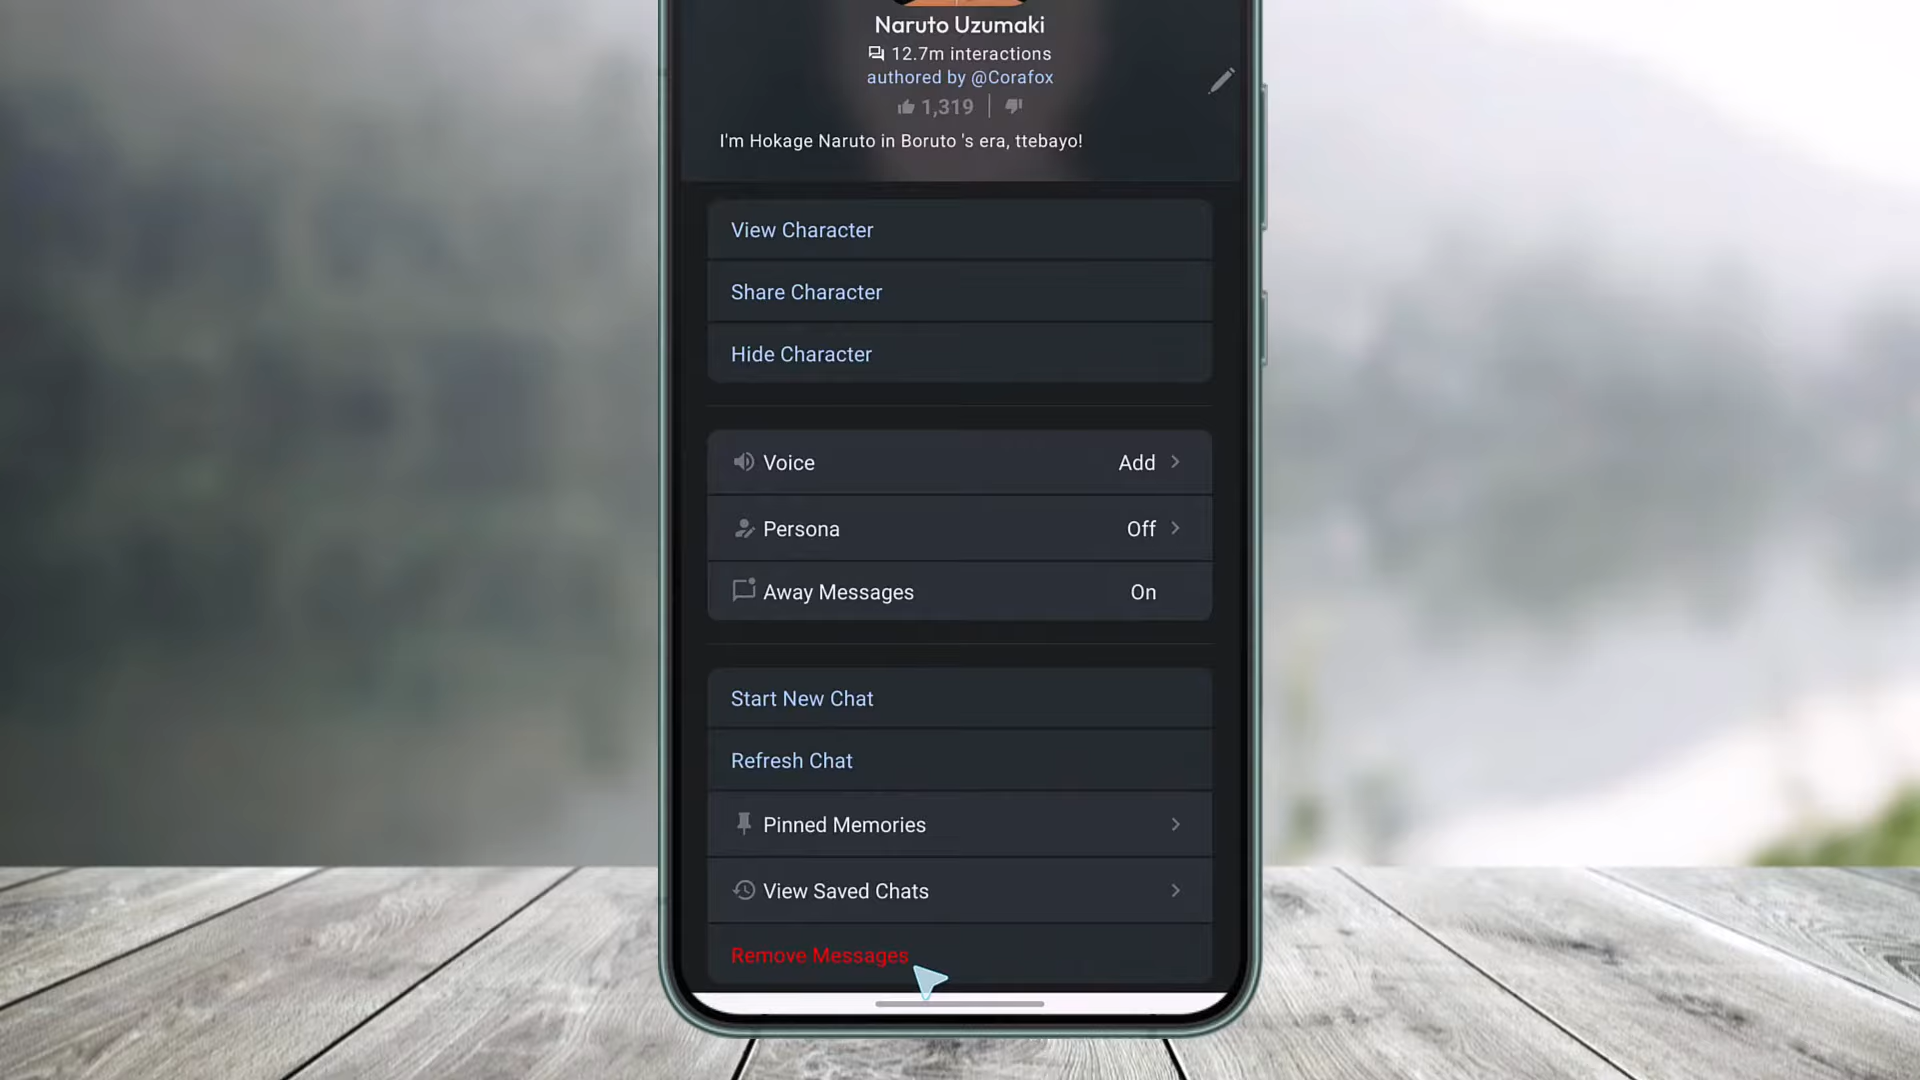 Naruto Uzumaki
12.7m interactions
authored by @Corafox
1,319
I'm Hokage Naruto in Boruto 's era, ttebayo!
View Character
Share Character
Hide Character
Voice Add
Persona Off
Away Messages On
Start New Chat
Refresh Chat
Pinned Memories
View Saved Chats
Remove Messages